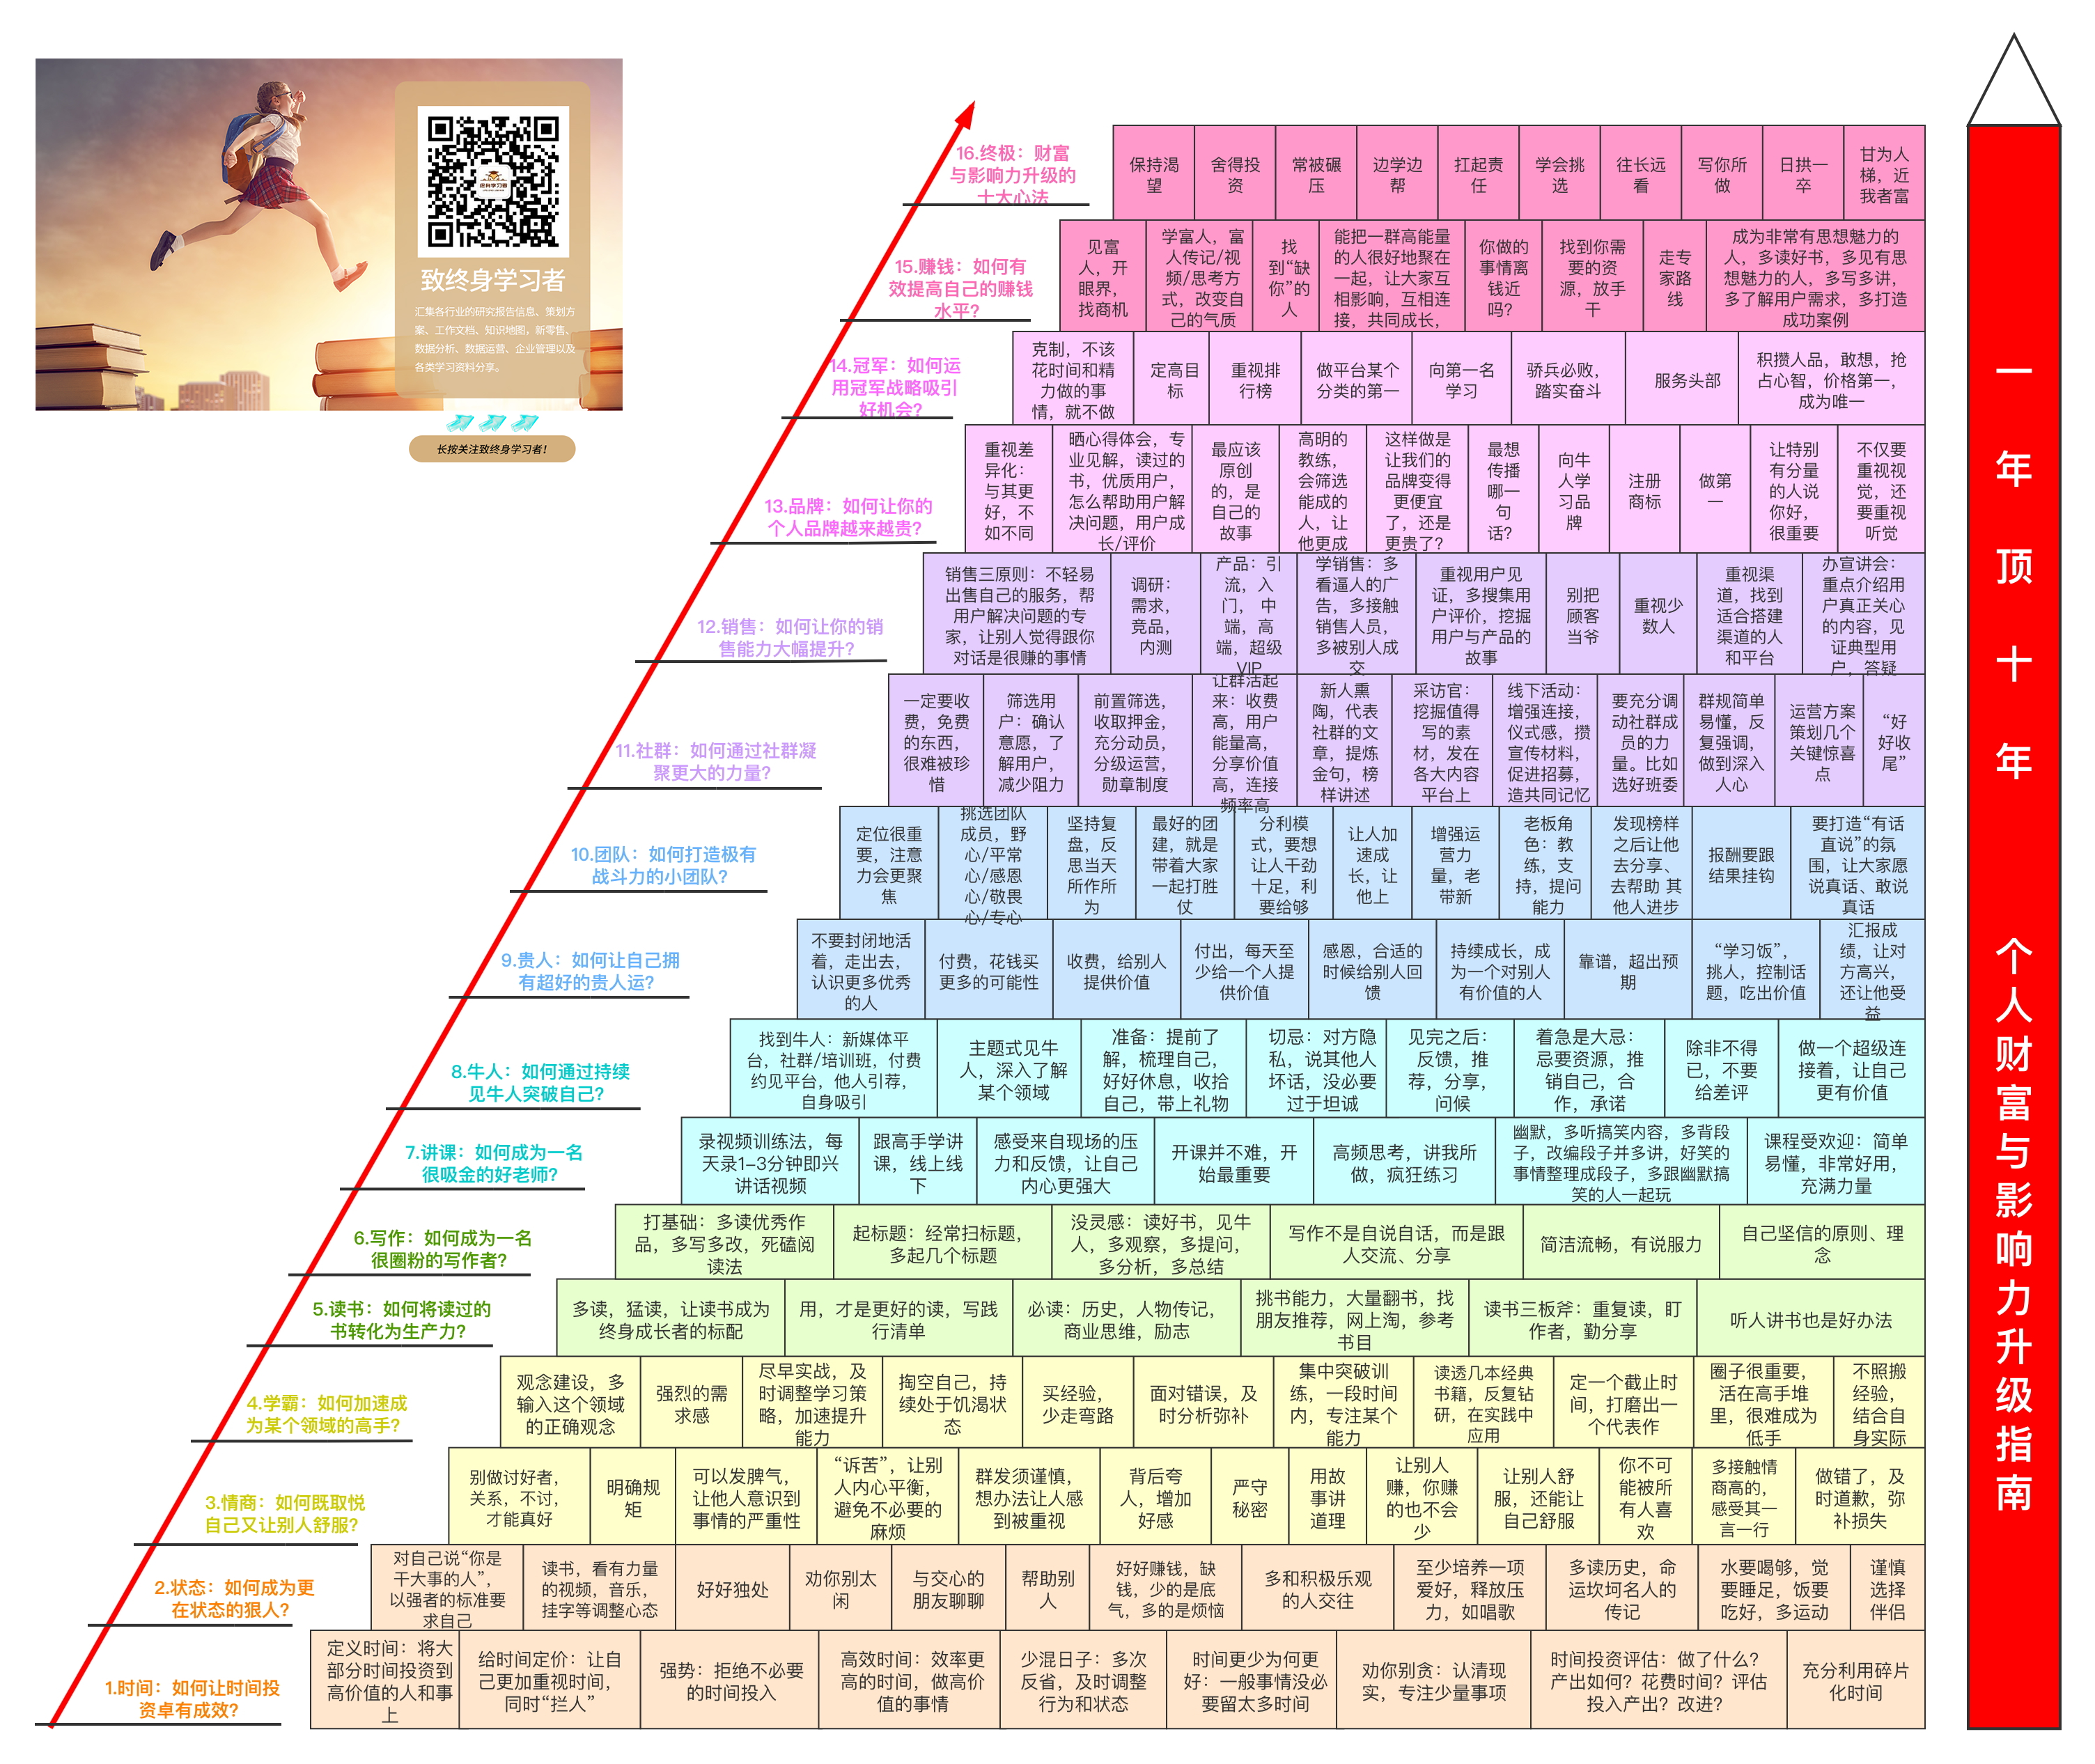 致终身学习者
汇集各行业的研究报告信息、策划方
案、工作文档、知识地图，新零售、
数据分析、数据运营、企业管理以及
各类学习资料分享。
长按关注致终身学习者！
16.终极：财富
与影响力升级的
十大心法
保持渴
望
舍得投
资
常被碾
压
边学边
帮
扛起责
任
学会挑
选
往长远
看
写你所
做
日拱一
卒
甘为人
梯，近
我者富
15.赚钱：如何有
效提高自己的赚钱
水平？
见富
人，开
眼界，
找商机
学富人，富
人传记/视
频/思考方
式，改变自
己的气质
找
到“缺
你”的
人
能把一群高能量
的人很好地聚在
一起，让大家互
相影响，互相连
接，共同成长，
你做的
事情离
钱近
吗？
找到你需
要的资
源，放手
干
走专
家路
线
成为非常有思想魅力的
人，多读好书，多见有思
想魅力的人，多写多讲，
多了解用户需求，多打造
成功案例
14.冠军：如何运
用冠军战略吸引
好机会？
克制，不该
花时间和精
力做的事
情，就不做
定高目
标
重视排
行榜
做平台某个
分类的第一
向第一名
学习
骄兵必败，
踏实奋斗
服务头部
积攒人品，敢想，抢
占心智，价格第一，
成为唯一
13.品牌：如何让你的
个人品牌越来越贵？
重视差
异化：
与其更
好，不
如不同
晒心得体会，专
业见解，读过的
书，优质用户，
怎么帮助用户解
决问题，用户成
长/评价
最应该
原创
的，是
自己的
故事
高明的
教练，
会筛选
能成的
人，让
他更成
这样做是
让我们的
品牌变得
更便宜
了，还是
更贵了？
最想
传播
哪一
句
话？
向牛
人学
习品
牌
注册
商标
做第
一
让特别
有分量
的人说
你好，
很重要
不仅要
重视视
觉，还
要重视
听觉
12.销售：如何让你的销
售能力大幅提升？
销售三原则：不轻易
出售自己的服务，帮
用户解决问题的专
家，让别人觉得跟你
对话是很赚的事情
调研：
需求，
竞品，
内测
产品：引
流，入
门， 中
端，高
端，超级
VIP
学销售：多
看逼人的广
告，多接触
销售人员，
多被别人成
交
重视用户见
证，多搜集用
户评价，挖掘
用户与产品的
故事
别把
顾客
当爷
重视少
数人
重视渠
道，找到
适合搭建
渠道的人
和平台
办宣讲会：
重点介绍用
户真正关心
的内容，见
证典型用
户，答疑
11.社群：如何通过社群凝
聚更大的力量？
一定要收
费，免费
的东西，
很难被珍
惜
筛选用
户：确认
意愿，了
解用户，
减少阻力
前置筛选，
收取押金，
充分动员，
分级运营，
勋章制度
让群活起
来：收费
高，用户
能量高，
分享价值
高，连接
频率高
新人熏
陶，代表
社群的文
章，提炼
金句，榜
样讲述
采访官：
挖掘值得
写的素
材，发在
各大内容
平台上
线下活动：
增强连接，
仪式感，攒
宣传材料，
促进招募，
造共同记忆
要充分调
动社群成
员的力
量。比如
选好班委
群规简单
易懂，反
复强调，
做到深入
人心
运营方案
策划几个
关键惊喜
点
“好
好收
尾”
10.团队：如何打造极有
战斗力的小团队？
定位很重
要，注意
力会更聚
焦
挑选团队
成员，野
心/平常
心/感恩
心/敬畏
心/专心
坚持复
盘，反
思当天
所作所
为
最好的团
建，就是
带着大家
一起打胜
仗
分利模
式，要想
让人干劲
十足，利
要给够
让人加
速成
长，让
他上
增强运
营力
量，老
带新
老板角
色：教
练，支
持，提问
能力
发现榜样
之后让他
去分享、
去帮助 其
他人进步
报酬要跟
结果挂钩
要打造“有话
直说”的氛
围，让大家愿
说真话、敢说
真话
9.贵人：如何让自己拥
有超好的贵人运？
不要封闭地活
着，走出去，
认识更多优秀
的人
付费，花钱买
更多的可能性
收费，给别人
提供价值
付出，每天至
少给一个人提
供价值
感恩，合适的
时候给别人回
馈
持续成长，成
为一个对别人
有价值的人
靠谱，超出预
期
“学习饭”，
挑人，控制话
题，吃出价值
汇报成
绩，让对
方高兴，
还让他受
益
8.牛人：如何通过持续
见牛人突破自己？
找到牛人：新媒体平
台，社群/培训班，付费
约见平台，他人引荐，
自身吸引
主题式见牛
人，深入了解
某个领域
准备：提前了
解，梳理自己，
好好休息，收拾
自己，带上礼物
切忌：对方隐
私，说其他人
坏话，没必要
过于坦诚
见完之后：
反馈，推
荐，分享，
问候
着急是大忌：
忌要资源，推
销自己，合
作，承诺
除非不得
已，不要
给差评
做一个超级连
接着，让自己
更有价值
7.讲课：如何成为一名
很吸金的好老师？
录视频训练法，每
天录1–3分钟即兴
讲话视频
跟高手学讲
课，线上线
下
感受来自现场的压
力和反馈，让自己
内心更强大
开课并不难，开
始最重要
高频思考，讲我所
做，疯狂练习
幽默，多听搞笑内容，多背段
子，改编段子并多讲，好笑的
事情整理成段子，多跟幽默搞
笑的人一起玩
课程受欢迎：简单
易懂，非常好用，
充满力量
6.写作：如何成为一名
很圈粉的写作者？
打基础：多读优秀作
品，多写多改，死磕阅
读法
起标题：经常扫标题，
多起几个标题
没灵感：读好书，见牛
人，多观察，多提问，
多分析，多总结
写作不是自说自话，而是跟
人交流、分享
简洁流畅，有说服力
自己坚信的原则、理
念
5.读书：如何将读过的
书转化为生产力？
多读，猛读，让读书成为
终身成长者的标配
用，才是更好的读，写践
行清单
必读：历史，人物传记，
商业思维，励志
挑书能力，大量翻书，找
朋友推荐，网上淘，参考
书目
读书三板斧：重复读，盯
作者，勤分享
听人讲书也是好办法
4.学霸：如何加速成
为某个领域的高手？
观念建设，多
输入这个领域
的正确观念
强烈的需
求感
尽早实战，及
时调整学习策
略，加速提升
能力
掏空自己，持
续处于饥渴状
态
买经验，
少走弯路
面对错误，及
时分析弥补
集中突破训
练，一段时间
内，专注某个
能力
读透几本经典
书籍，反复钻
研，在实践中
应用
定一个截止时
间，打磨出一
个代表作
圈子很重要，
活在高手堆
里，很难成为
低手
不照搬
经验，
结合自
身实际
3.情商：如何既取悦
自己又让别人舒服？
别做讨好者，
关系，不讨，
才能真好
明确规
矩
可以发脾气，
让他人意识到
事情的严重性
“诉苦”，让别
人内心平衡，
避免不必要的
麻烦
群发须谨慎，
想办法让人感
到被重视
背后夸
人，增加
好感
严守
秘密
用故
事讲
道理
让别人
赚，你赚
的也不会
少
让别人舒
服，还能让
自己舒服
你不可
能被所
有人喜
欢
多接触情
商高的，
感受其一
言一行
做错了，及
时道歉，弥
补损失
2.状态：如何成为更
在状态的狠人？
对自己说“你是
干大事的人”，
以强者的标准要
求自己
读书，看有力量
的视频，音乐，
挂字等调整心态
好好独处
劝你别太
闲
与交心的
朋友聊聊
帮助别
人
好好赚钱，缺
钱，少的是底
气，多的是烦恼
多和积极乐观
的人交往
至少培养一项
爱好，释放压
力，如唱歌
多读历史，命
运坎坷名人的
传记
水要喝够，觉
要睡足，饭要
吃好，多运动
谨慎
选择
伴侣
1.时间：如何让时间投
资卓有成效？
定义时间：将大
部分时间投资到
高价值的人和事
上
给时间定价：让自
己更加重视时间，
同时“拦人”
强势：拒绝不必要
的时间投入
高效时间：效率更
高的时间，做高价
值的事情
少混日子：多次
反省，及时调整
行为和状态
时间更少为何更
好：一般事情没必
要留太多时间
劝你别贪：认清现
实，专注少量事项
时间投资评估：做了什么？
产出如何？花费时间？评估
投入产出？改进？
充分利用碎片
化时间
一年顶十年 个人财富与影响力升级指南